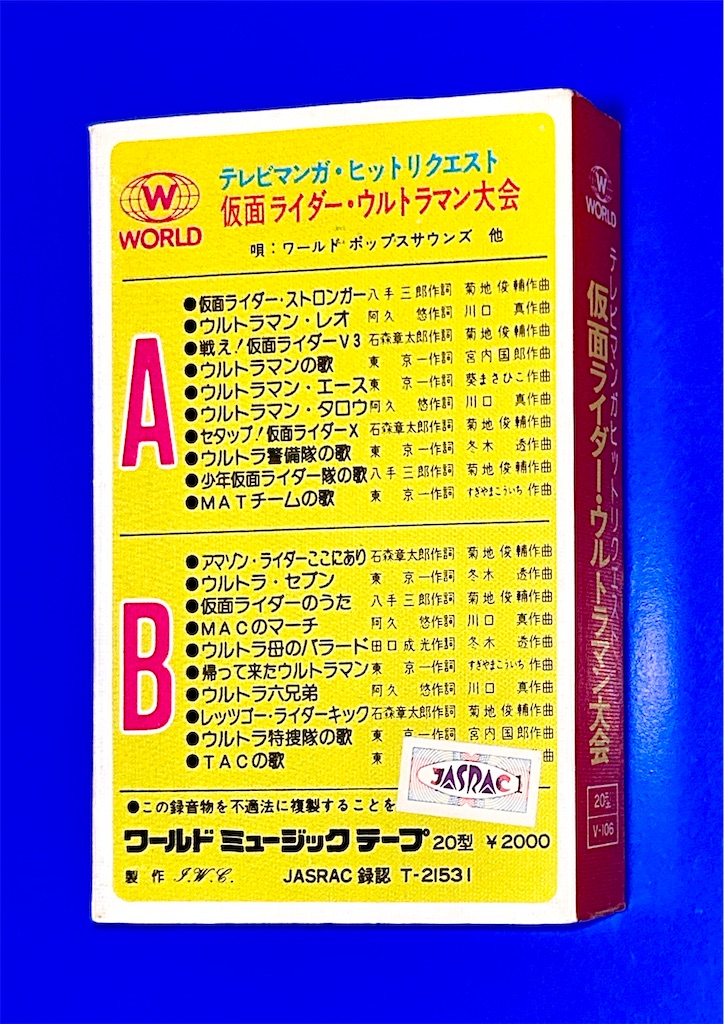 W
WORLD
テレビマンガ・ヒットリクエスト
仮面ライダー・ウルトラマン大会
唄：ワールド ポップスサウンズ 他
A
●仮面ライダー・ストロンガー 八手三郎作詞 菊地俊輔作曲
●ウルトラマン・レオ 阿久 悠作詞 川口 真作曲
●戦え！仮面ライダーV3 石森章太郎作詞 菊地俊輔作曲
●ウルトラマンの歌 東 京一作詞 宮内国郎作曲
●ウルトラマン・エース 東 京一作詞 葵まさひこ作曲
●ウルトラマン・タロウ 阿久 悠作詞 川口 真作曲
●セタップ！仮面ライダーX 石森章太郎作詞 菊地俊輔作曲
●ウルトラ警備隊の歌 東 京一作詞 冬木 透作曲
●少年仮面ライダー隊の歌 八手三郎作詞 菊地俊輔作曲
●MATチームの歌 東 京一作詞 すぎやまこういち作曲
B
●アマゾン・ライダーここにあり 石森章太郎作詞 菊地俊輔作曲
●ウルトラ・セブン 東 京一作詞 冬木 透作曲
●仮面ライダーのうた 八手三郎作詞 菊地俊輔作曲
●MACのマーチ 阿久 悠作詞 川口 真作曲
●ウルトラ母のバラード 田口成光作詞 冬木 透作曲
●帰って来たウルトラマン 東 京一作詞 すぎやまこういち作曲
●ウルトラ六兄弟 阿久 悠作詞 川口 真作曲
●レッツゴー・ライダーキック 石森章太郎作詞 菊地俊輔作曲
●ウルトラ特捜隊の歌 東 京一作詞 宮内国郎作曲
●TACの歌 東 曲
JASRAC 1
●この録音物を不適法に複製することを
ワールド ミュージック テープ 20型 ¥2000
製作 I.W.C. JASRAC 録認 T-21531
W
WORLD
テレビマンガヒットリクエスト
仮面ライダー・ウルトラマン大会
20型
V-106